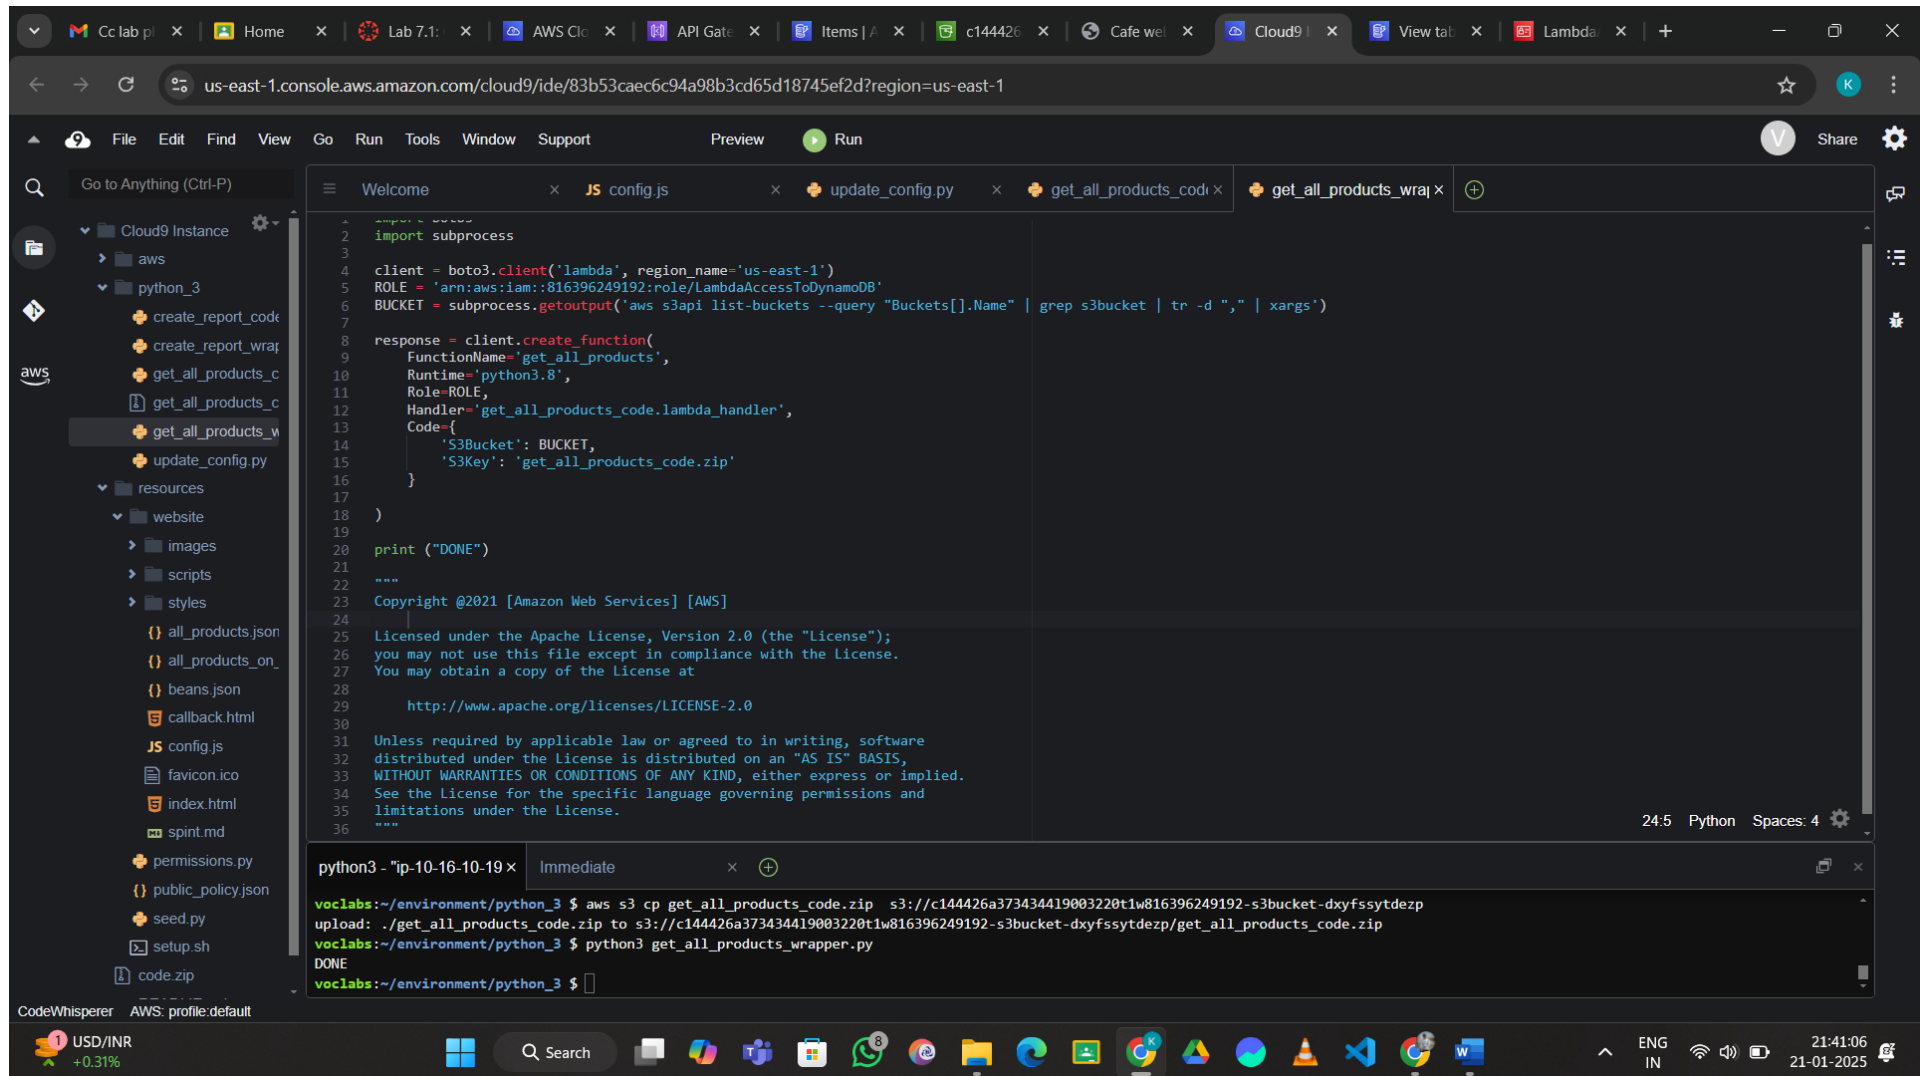 Cc lab pl
Home
Lab 7.1:
AWS Clo
API Gate
Items | A
c144426
Cafe wel
Cloud9 I
View tab
Lambda
us-east-1.console.aws.amazon.com/cloud9/ide/83b53caec6c94a98b3cd65d18745ef2d?region=us-east-1
K
9 File Edit Find View Go Run Tools Window Support Preview Run V Share
Go to Anything (Ctrl-P)
Welcome
JS config.js
update_config.py
get_all_products_code
get_all_products_wrap
Cloud9 Instance
aws
python_3
create_report_code
create_report_wrap
get_all_products_c
get_all_products_c
get_all_products_w
update_config.py
resources
website
images
scripts
styles
{} all_products.json
{} all_products_on_
{} beans.json
callback.html
JS config.js
favicon.ico
index.html
spint.md
permissions.py
{} public_policy.json
seed.py
setup.sh
code.zip
aws
1 import boto3
2 import subprocess
3
4 client = boto3.client('lambda', region_name='us-east-1')
5 ROLE = 'arn:aws:iam::816396249192:role/LambdaAccessToDynamoDB'
6 BUCKET = subprocess.getoutput('aws s3api list-buckets --query "Buckets[].Name" | grep s3bucket | tr -d "," | xargs')
7
8 response = client.create_function(
9 FunctionName='get_all_products',
10 Runtime='python3.8',
11 Role=ROLE,
12 Handler='get_all_products_code.lambda_handler',
13 Code={
14 'S3Bucket': BUCKET,
15 'S3Key': 'get_all_products_code.zip'
16 }
17
18 )
19
20 print ("DONE")
21
22 """
23 Copyright @2021 [Amazon Web Services] [AWS]
24
25 Licensed under the Apache License, Version 2.0 (the "License");
26 you may not use this file except in compliance with the License.
27 You may obtain a copy of the License at
28
29 http://www.apache.org/licenses/LICENSE-2.0
30
31 Unless required by applicable law or agreed to in writing, software
32 distributed under the License is distributed on an "AS IS" BASIS,
33 WITHOUT WARRANTIES OR CONDITIONS OF ANY KIND, either express or implied.
34 See the License for the specific language governing permissions and
35 limitations under the License.
36 """
24:5 Python Spaces: 4
python3 - "ip-10-16-10-19
Immediate
voclabs:~/environment/python_3 $ aws s3 cp get_all_products_code.zip s3://c144426a3734344l9003220t1w816396249192-s3bucket-dxyfssytdezp
upload: ./get_all_products_code.zip to s3://c144426a3734344l9003220t1w816396249192-s3bucket-dxyfssytdezp/get_all_products_code.zip
voclabs:~/environment/python_3 $ python3 get_all_products_wrapper.py
DONE
voclabs:~/environment/python_3 $
CodeWhisperer AWS: profile:default
1
USD/INR
+0.31%
Search
8
K
ENG
IN
21:41:06
21-01-2025